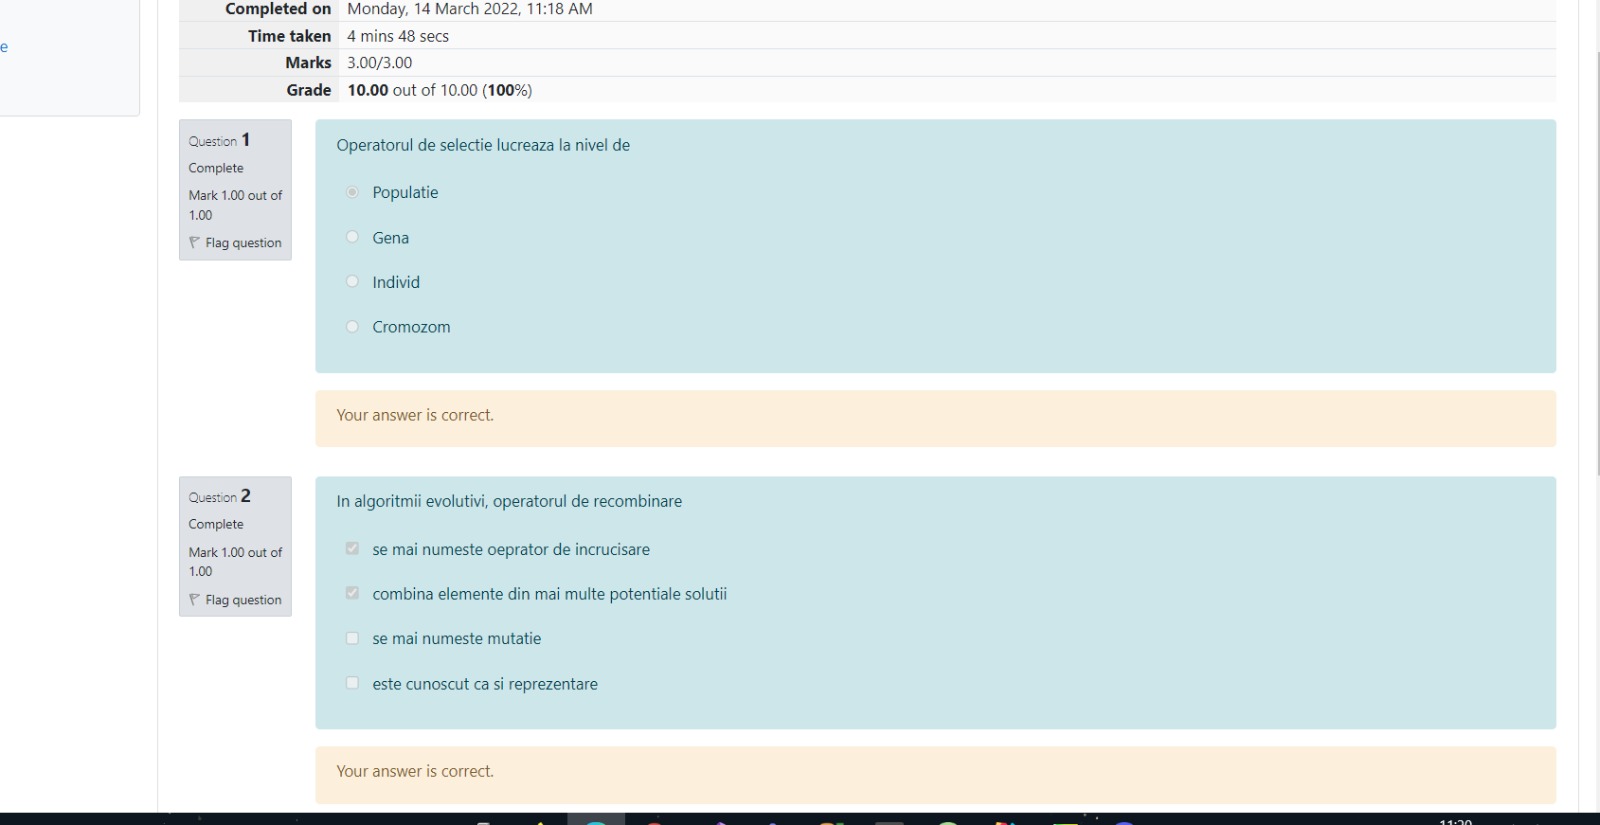 e
Completed on Monday, 14 March 2022, 11:18 AM
Time taken 4 mins 48 secs
Marks 3.00/3.00
Grade 10.00 out of 10.00 (100%)
Question 1
Complete
Mark 1.00 out of
1.00
Flag question
Operatorul de selectie lucreaza la nivel de
Populatie
Gena
Individ
Cromozom
Your answer is correct.
Question 2
Complete
Mark 1.00 out of
1.00
Flag question
In algoritmii evolutivi, operatorul de recombinare
se mai numeste oeprator de incrucisare
combina elemente din mai multe potentiale solutii
se mai numeste mutatie
este cunoscut ca si reprezentare
Your answer is correct.
11:20